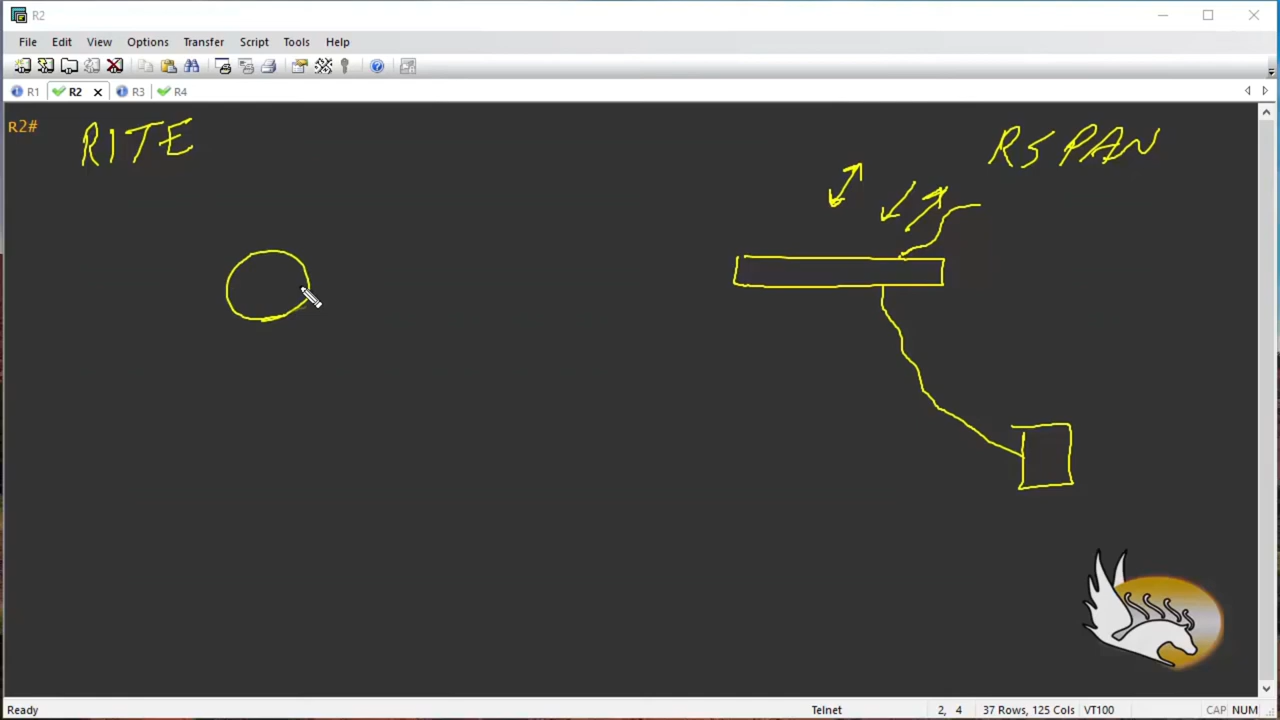 R2
File Edit View Options Transfer Script Tools Help
R1 R2 X R3 R4
R2#
RITE
RSPAN
Ready Telnet 2, 4 37 Rows, 125 Cols VT100 CAP NUM